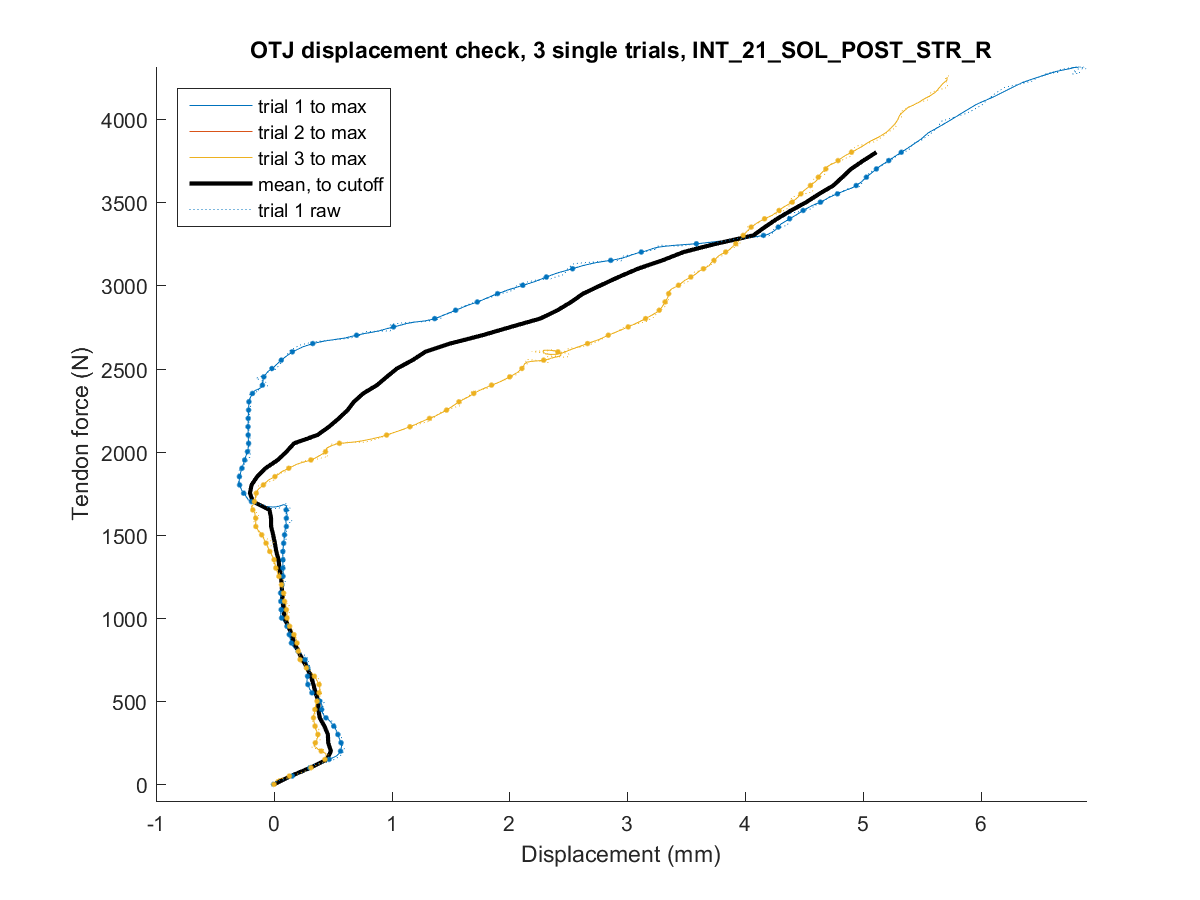 OTJ displacement check, 3 single trials, INT_21_SOL_POST_STR_R
trial 1 to max
trial 2 to max
trial 3 to max
mean, to cutoff
trial 1 raw
Tendon force (N)
4000
3500
3000
2500
2000
1500
1000
500
0
-1
0
1
2
3
4
5
6
Displacement (mm)